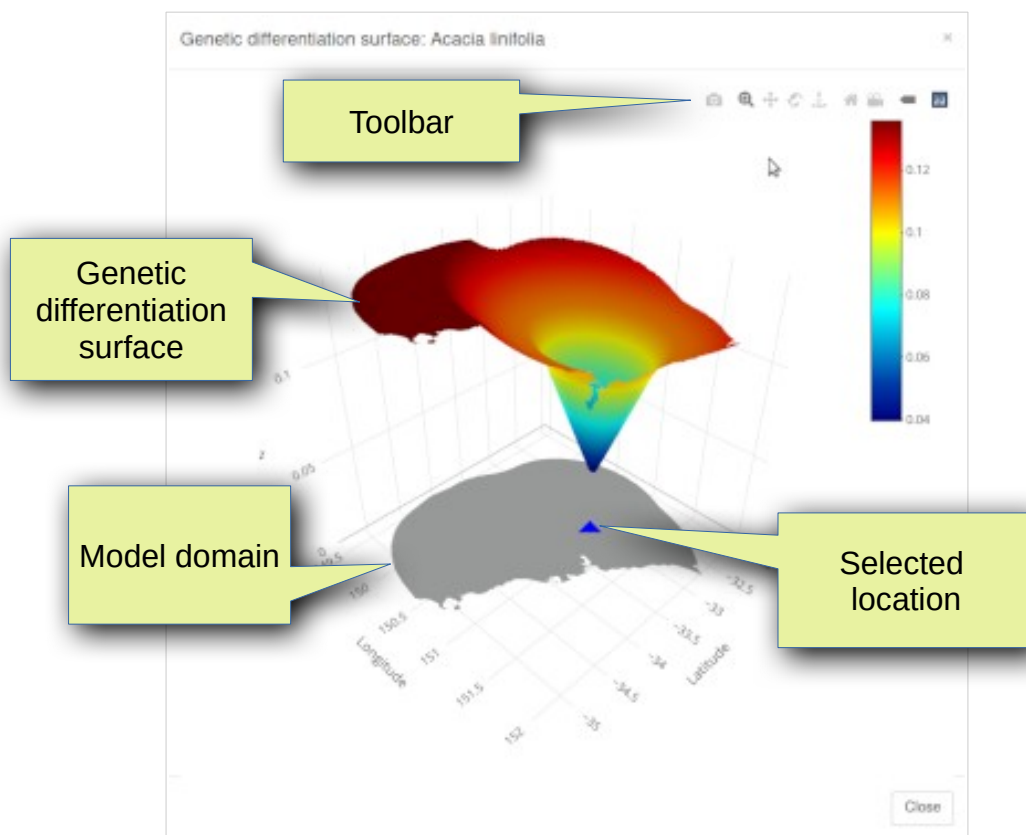 Genetic differentiation surface: Acacia linifolia
×
Toolbar
0.12
0.1
0.08
0.06
0.04
Genetic
differentiation
surface
0.1
z
0.05
0
Model domain
Selected
location
150
150.5
151
151.5
152
Longitude
-32.5
-33
-33.5
-34
-34.5
-35
Latitude
Close